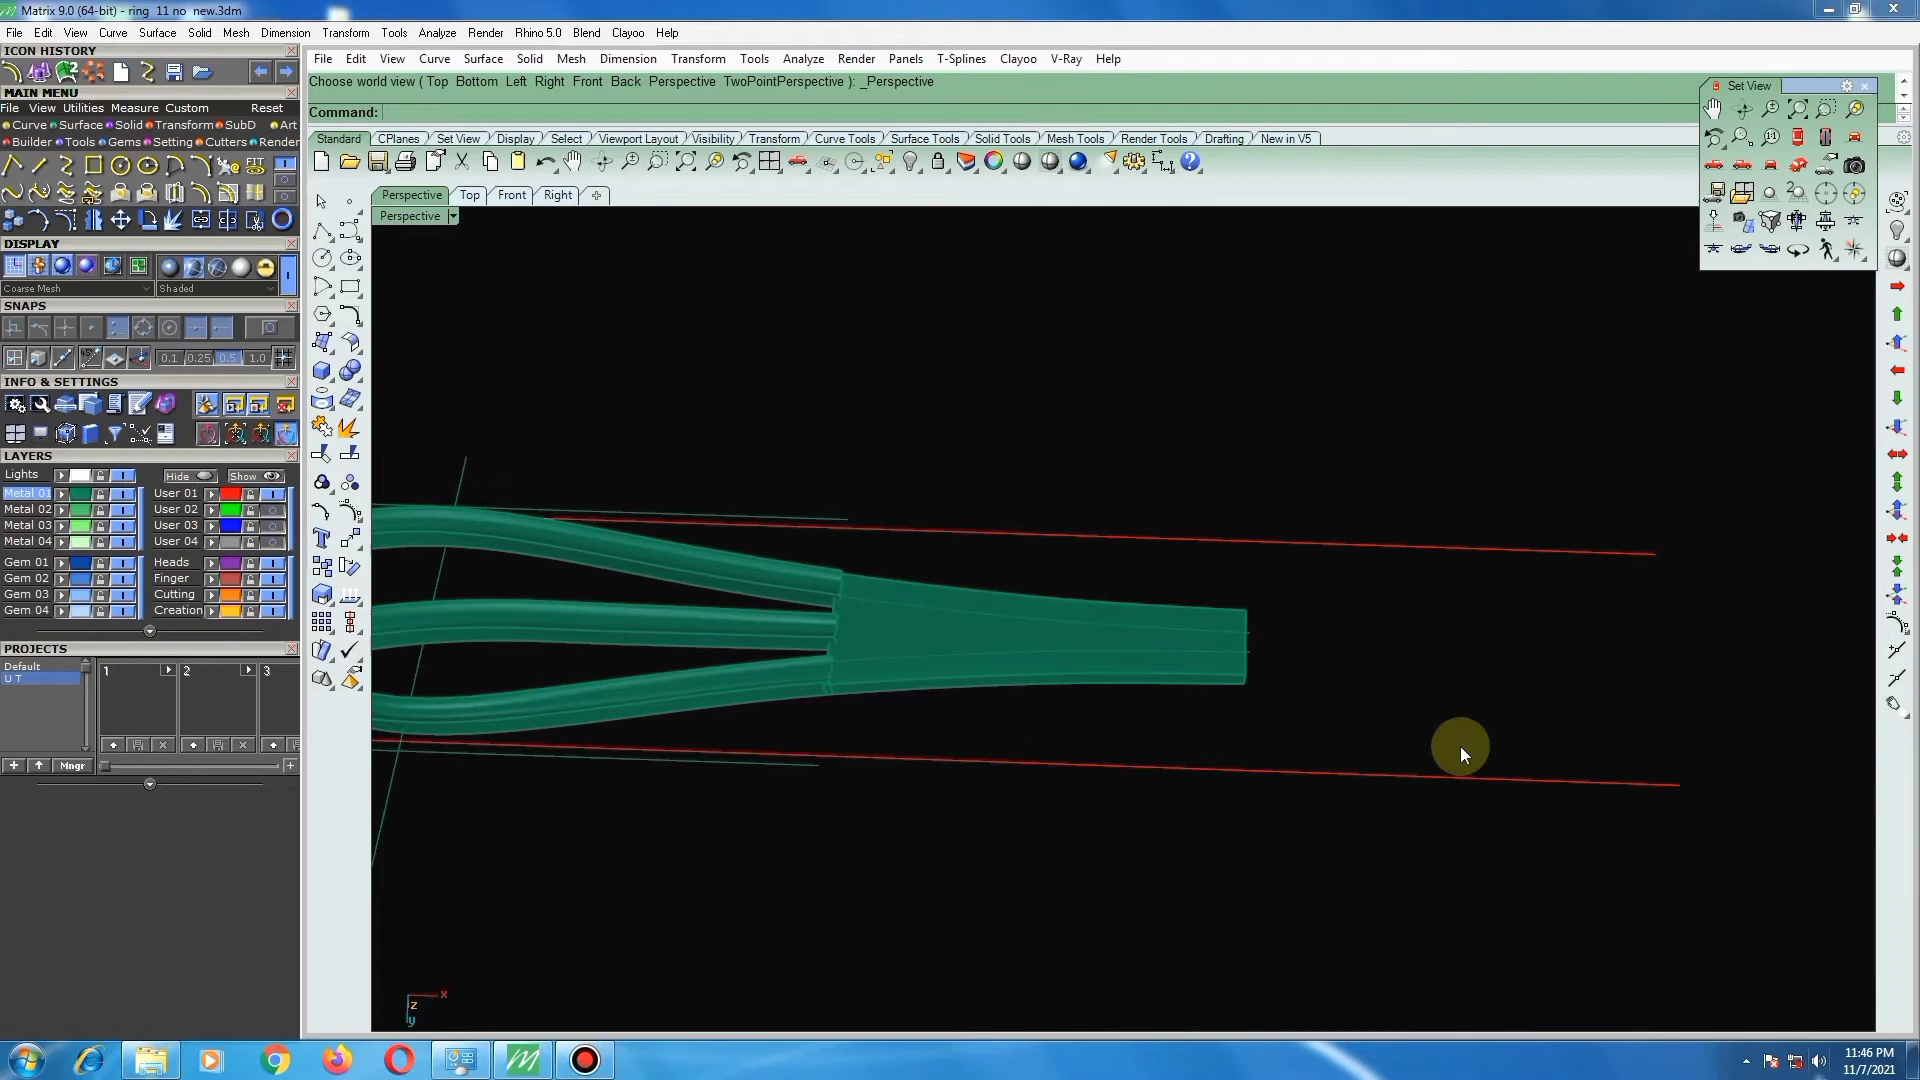 Matrix 9.0 (64-bit) - ring 11 no new.3dm
File Edit View Curve Surface Solid Mesh Dimension Transform Tools Analyze Render Rhino 5.0 Blend Clayoo Help
ICON HISTORY
MAIN MENU
File View Utilities Measure Custom Reset
Curve Surface Solid Transform SubD Art
Builder Tools Gems Setting Cutters Render
FIT
DISPLAY
Coarse Mesh Shaded
SNAPS
0.1 0.25 0.5 1.0
INFO & SETTINGS
LAYERS
Lights Hide Show
Metal 01 User 01
Metal 02 User 02
Metal 03 User 03
Metal 04 User 04
Gem 01 Heads
Gem 02 Finger
Gem 03 Cutting
Gem 04 Creation
PROJECTS
Default
U T
1 2 3
Mngr
File Edit View Curve Surface Solid Mesh Dimension Transform Tools Analyze Render Panels T-Splines Clayoo V-Ray Help
Choose world view ( Top Bottom Left Right Front Back Perspective TwoPointPerspective ): _Perspective
Command:
Standard CPlanes Set View Display Select Viewport Layout Visibility Transform Curve Tools Surface Tools Solid Tools Mesh Tools Render Tools Drafting New in V5
Perspective Top Front Right
Perspective
Set View
x
z
y
11:46 PM
11/7/2021